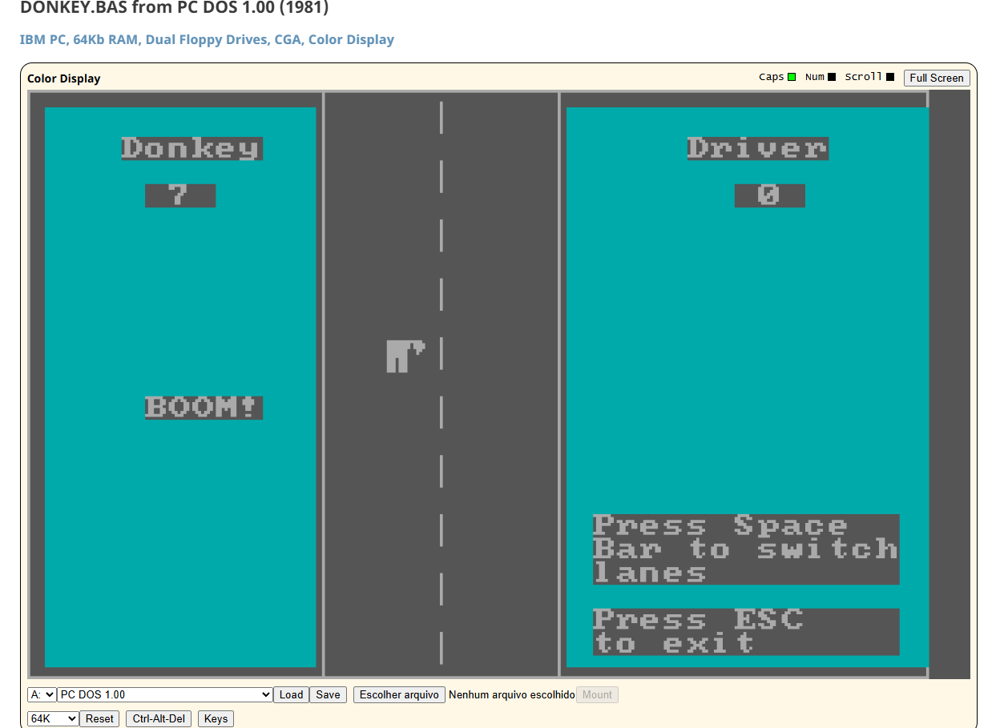 DONKEY.BAS from PC DOS 1.00 (1981)
IBM PC, 64Kb RAM, Dual Floppy Drives, CGA, Color Display
Color Display
Caps Num Scroll Full Screen
Donkey
7
BOOM!
Driver
0
Press Space
Bar to switch
lanes
Press ESC
to exit
A: PC DOS 1.00 Load Save Escolher arquivo Nenhum arquivo escolhido Mount
64K Reset Ctrl-Alt-Del Keys